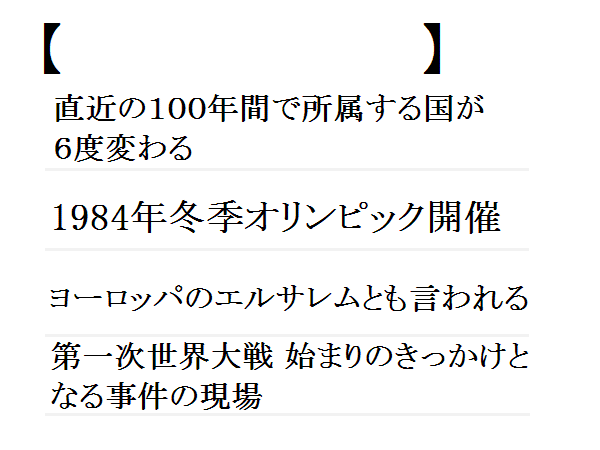 【　　　　　　　　　　】
直近の１００年間で所属する国が
６度変わる
1984年冬季オリンピック開催
ヨーロッパのエルサレムとも言われる
第一次世界大戦 始まりのきっかけと
なる事件の現場